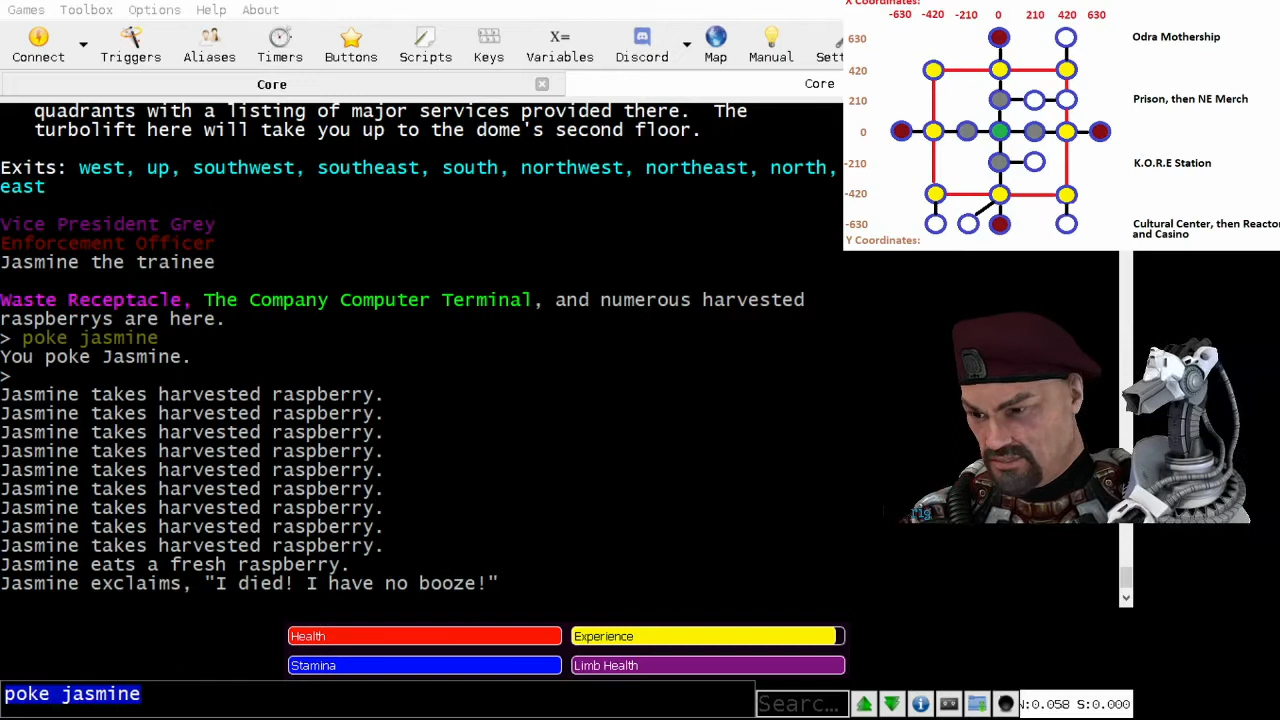 Games Toolbox Options Help About
Connect Triggers Aliases Timers Buttons Scripts Keys Variables Discord Map Manual Sett
X=
Core Core
quadrants with a listing of major services provided there. The
turbolift here will take you up to the dome's second floor.
Exits: west, up, southwest, southeast, south, northwest, northeast, north,
east
Vice President Grey
Enforcement Officer
Jasmine the trainee
Waste Receptacle, The Company Computer Terminal, and numerous harvested
raspberrys are here.
> poke jasmine
You poke Jasmine.
>
Jasmine takes harvested raspberry.
Jasmine takes harvested raspberry.
Jasmine takes harvested raspberry.
Jasmine takes harvested raspberry.
Jasmine takes harvested raspberry.
Jasmine takes harvested raspberry.
Jasmine takes harvested raspberry.
Jasmine takes harvested raspberry.
Jasmine takes harvested raspberry.
Jasmine eats a fresh raspberry.
Jasmine exclaims, "I died! I have no booze!"
Health Experience
Stamina Limb Health
poke jasmine
Searc...
N:0.058 S:0.000
X Coordinates:
-630 -420 -210 0 210 420 630
630 Odra Mothership
420
210 Prison, then NE Merch
0
-210 K.O.R.E Station
-420
-630 Cultural Center, then Reactor
and Casino
Y Coordinates: